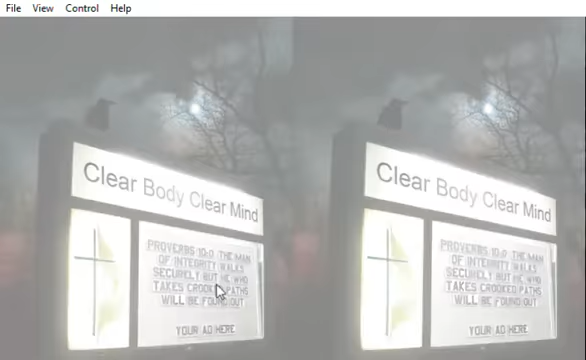 File View Control Help
Clear Body Clear Mind
PROVERBS 10:9 THE MAN
OF INTEGRITY WALKS
SECURELY BUT HE WHO
TAKES CROOKED PATHS
WILL BE FOUND OUT
YOUR AD HERE
Clear Body Clear Mind
PROVERBS 10:9 THE MAN
OF INTEGRITY WALKS
SECURELY BUT HE WHO
TAKES CROOKED PATHS
WILL BE FOUND OUT
YOUR AD HERE